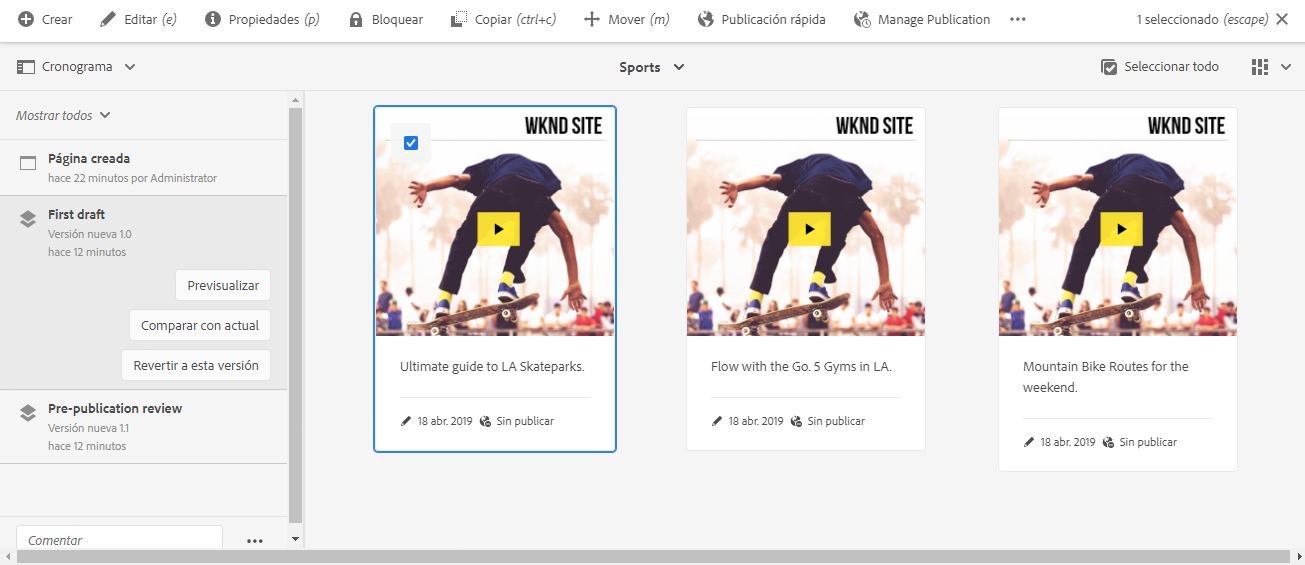 Crear Editar (e) Propiedades (p) Bloquear Copiar (ctrl+c) Mover (m) Publicación rápida Manage Publication ••• 1 seleccionado (escape)
Cronograma Sports Seleccionar todo
Mostrar todos
Página creada
hace 22 minutos por Administrator
First draft
Versión nueva 1.0
hace 12 minutos
Previsualizar
Comparar con actual
Revertir a esta versión
Pre-publication review
Versión nueva 1.1
hace 12 minutos
Comentar •••
WKND SITE
Ultimate guide to LA Skateparks.
18 abr. 2019 Sin publicar
WKND SITE
Flow with the Go. 5 Gyms in LA.
18 abr. 2019 Sin publicar
WKND SITE
Mountain Bike Routes for the
weekend.
18 abr. 2019 Sin publicar